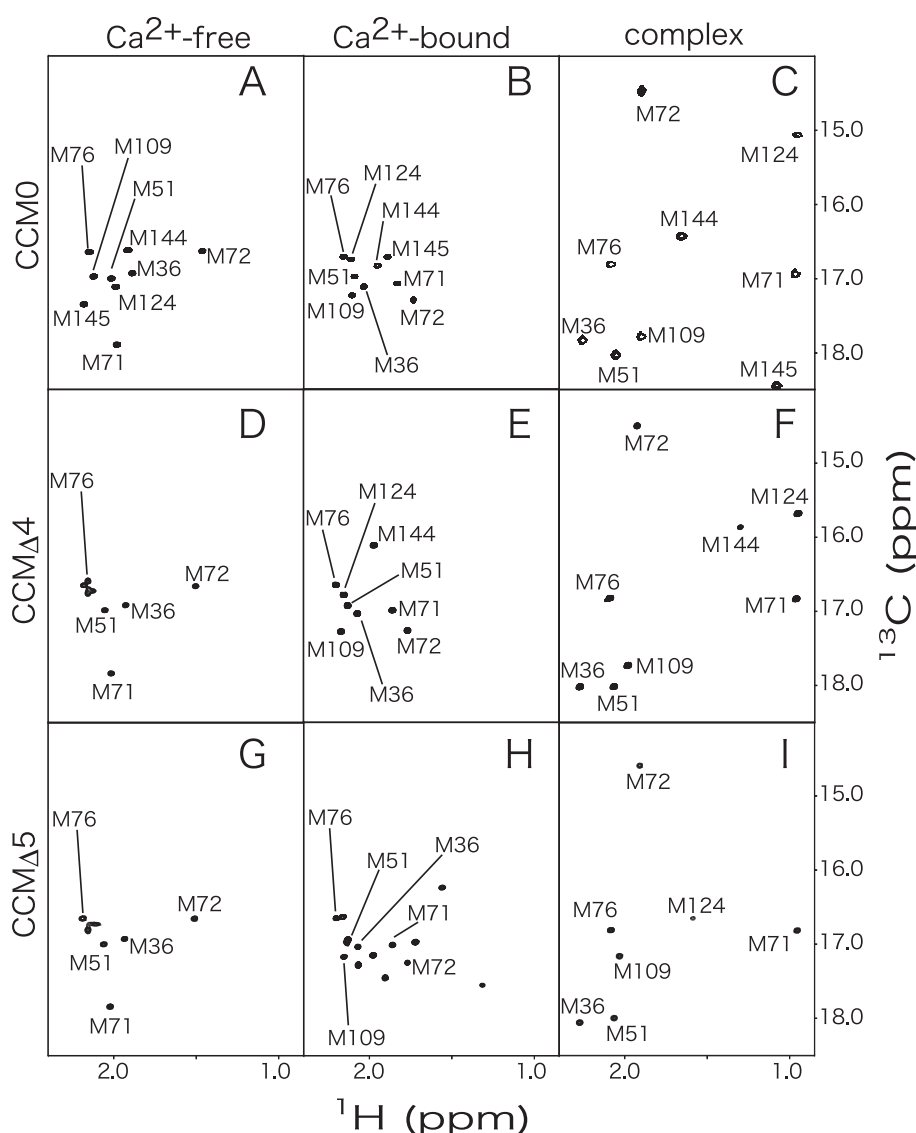 Ca2+-free
Ca2+-bound
complex
CCM0
A
M109
M76
M51
M144
M72
M36
M124
M145
M71
B
M124
M76
M144
M145
M51
M71
M109
M72
M36
C
M72
15.0
M124
16.0
M144
M76
17.0
M71
M36
M109
M51
18.0
M145
CCMΔ4
D
M76
M72
M51
M36
M71
E
M124
M76
M144
M51
M71
M109
M72
M36
F
M72
15.0
M124
16.0
M144
M76
17.0
M71
M36
M109
M51
18.0
13C (ppm)
CCMΔ5
G
M76
M72
M51
M36
M71
H
M76
M36
M51
M71
M72
M109
I
M72
15.0
16.0
M76
M124
17.0
M71
M109
M36
M51
18.0
2.0
1.0
2.0
1.0
2.0
1.0
1H (ppm)